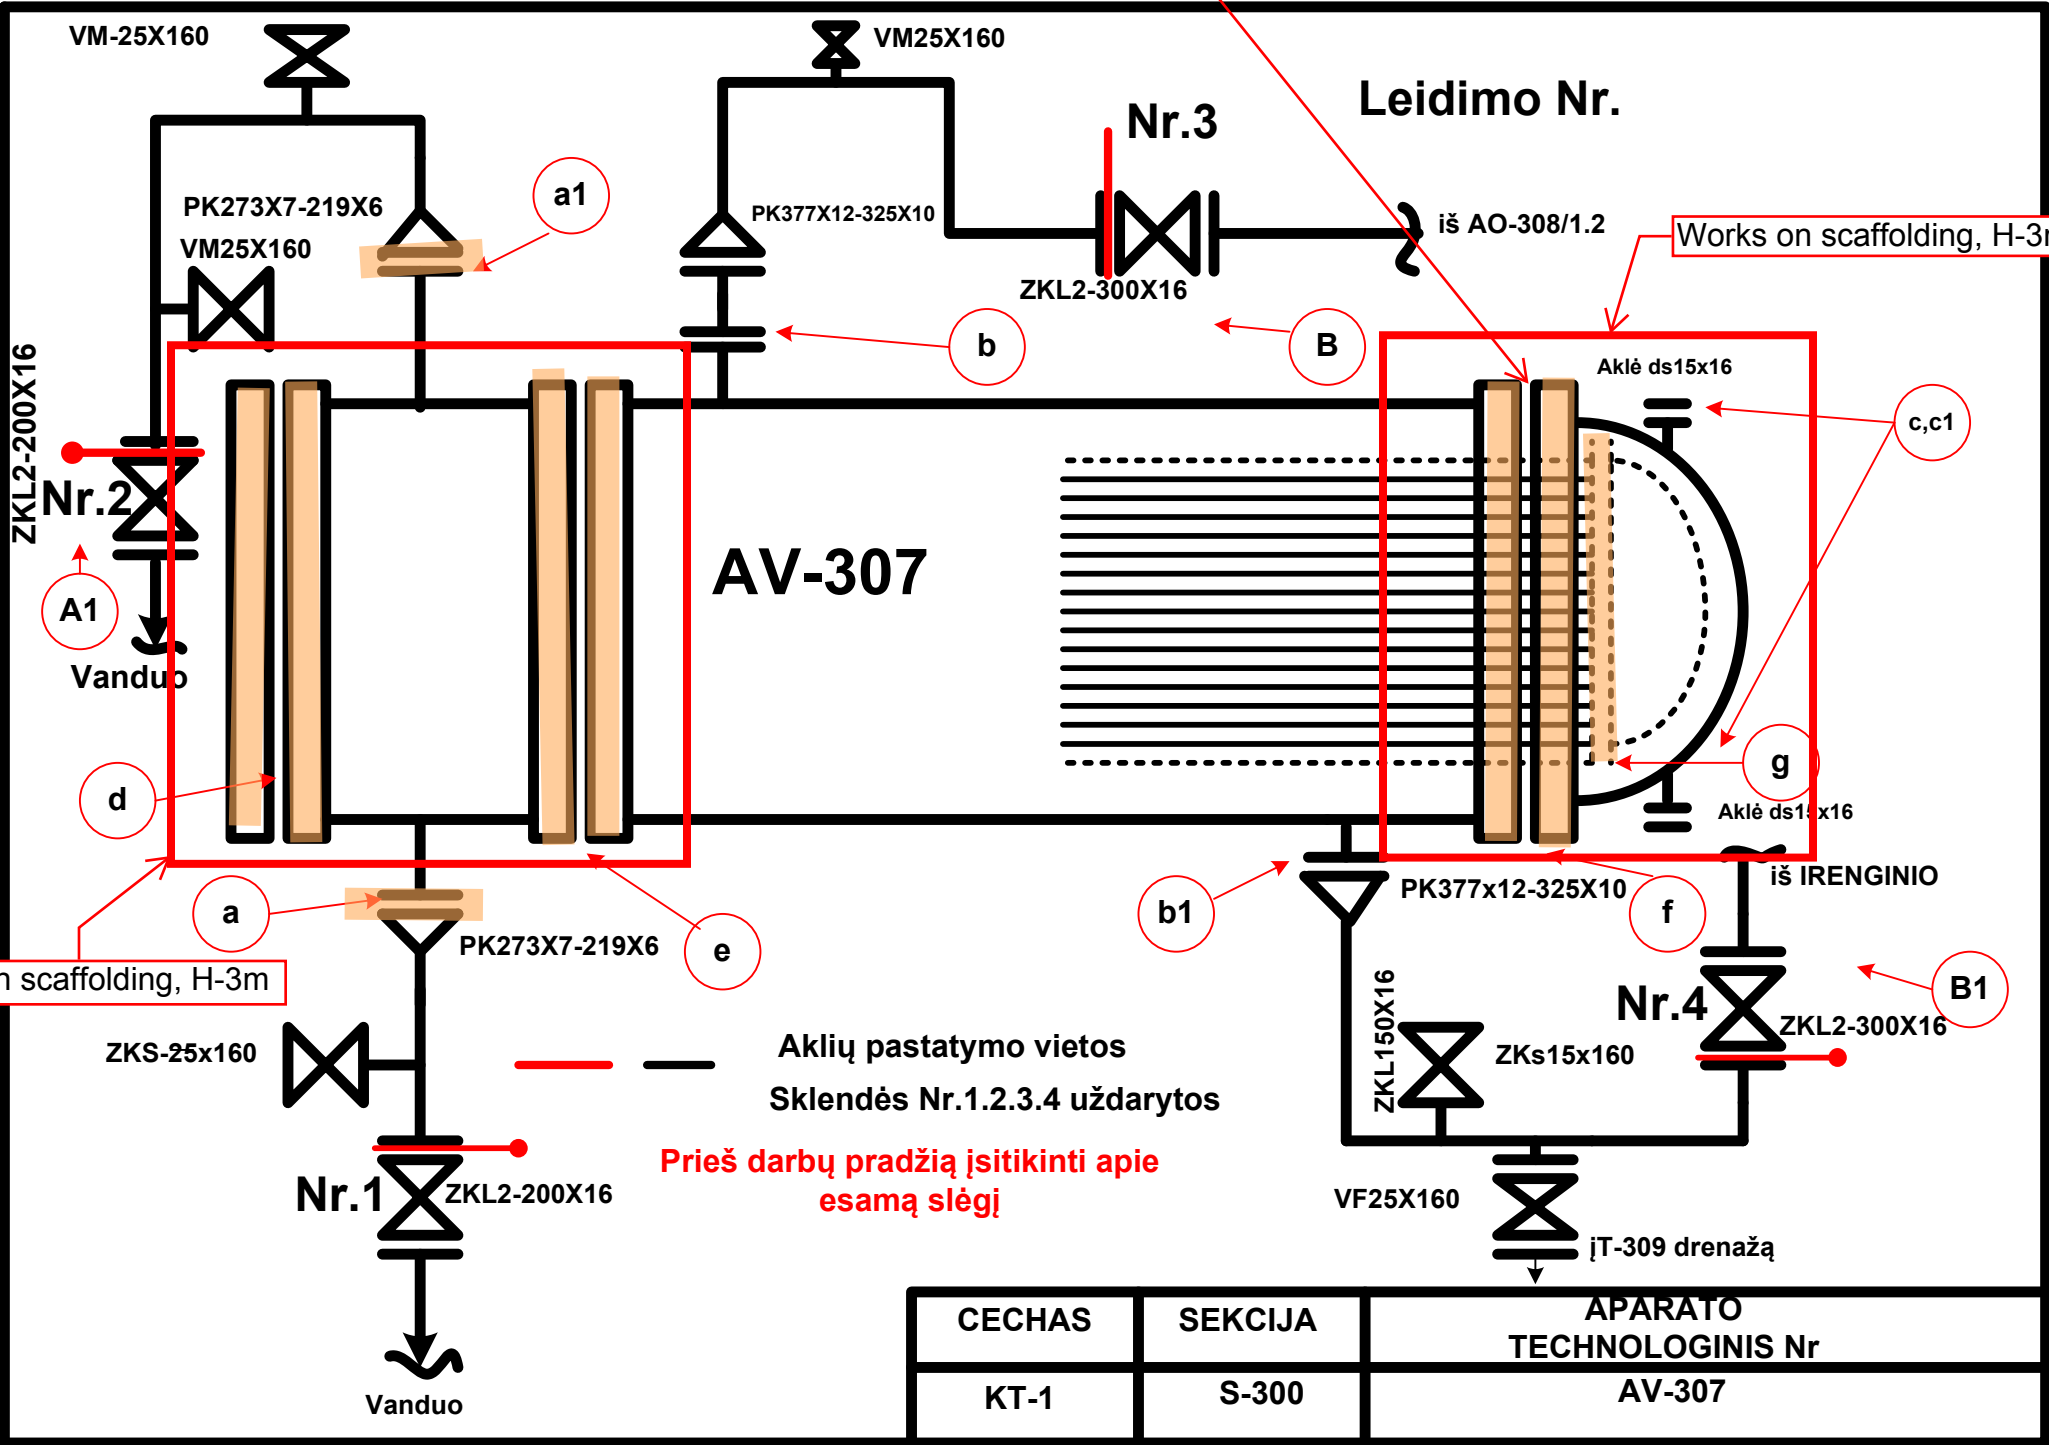 VM-25X160
VM25X160
Leidimo Nr.
Nr.3
a1
PK273X7-219X6
PK377X12-325X10
iš AO-308/1.2
Works on scaffolding, H-3
VM25X160
ZKL2-300X16
b
B
Aklė ds15x16
ZKL2-200X16
c,c1
Nr.2
AV-307
A1
Vanduo
d
g
Aklė ds15x16
iš IRENGINIO
a
b1
PK377x12-325X10
f
PK273X7-219X6
e
scaffolding, H-3m
B1
Nr.4
ZKL2-300X16
ZKL150X16
ZKs15x160
ZKS-25x160
Aklių pastatymo vietos
Sklendės Nr.1.2.3.4 uždarytos
Prieš darbų pradžią įsitikinti apie
esamą slėgį
Nr.1
ZKL2-200X16
VF25X160
įT-309 drenažą
Vanduo
CECHAS SEKCIJA APARATO
TECHNOLOGINIS Nr
KT-1 S-300 AV-307